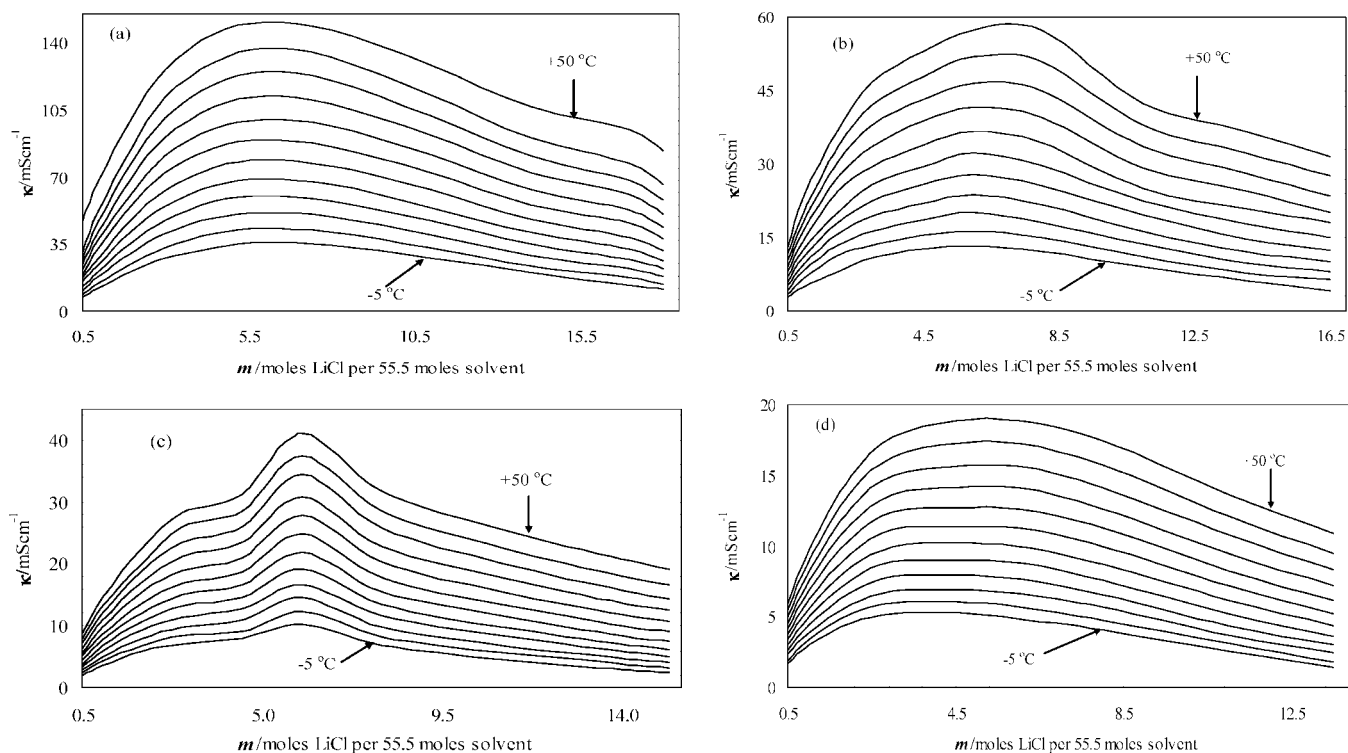 (a)
140
105
70
35
0
κ/mScm⁻¹
+50 °C
-5 °C
0.5 5.5 10.5 15.5
m/moles LiCl per 55.5 moles solvent
(b)
60
45
30
15
0
κ/mScm⁻¹
+50 °C
-5 °C
0.5 4.5 8.5 12.5 16.5
m/moles LiCl per 55.5 moles solvent
(c)
40
30
20
10
0
κ/mScm⁻¹
+50 °C
-5 °C
0.5 5.0 9.5 14.0
m/moles LiCl per 55.5 moles solvent
(d)
20
15
10
5
0
κ/mScm⁻¹
50 °C
-5 °C
0.5 4.5 8.5 12.5
m/moles LiCl per 55.5 moles solvent